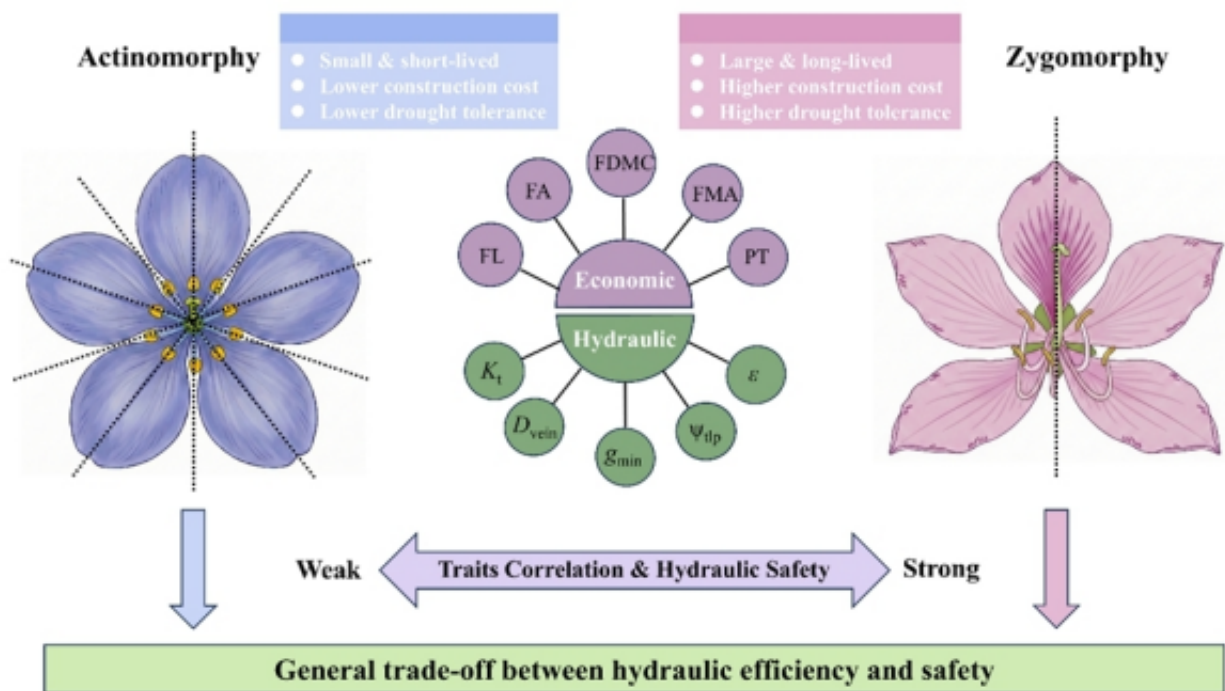 Actinomorphy
● Small & short-lived
● Lower construction cost
● Lower drought tolerance
● Large & long-lived
● Higher construction cost
● Higher drought tolerance
Zygomorphy
FDMC
FA
FMA
FL
PT
Economic
Hydraulic
Kt
ε
Dvein
Ψtlp
gmin
Weak
Traits Correlation & Hydraulic Safety
Strong
General trade-off between hydraulic efficiency and safety